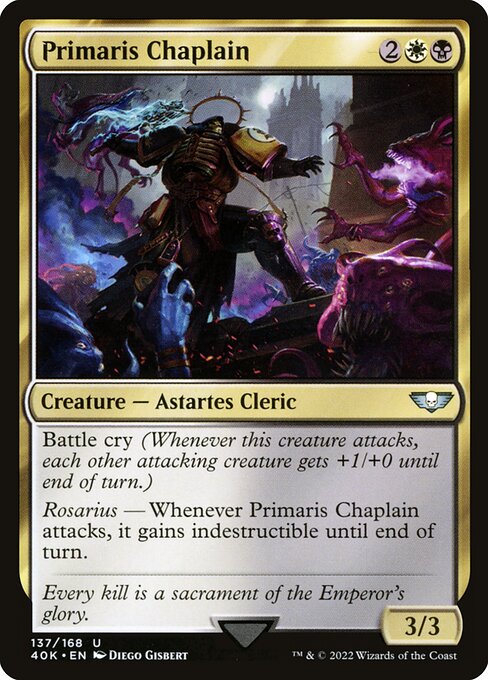 Primaris Chaplain 2
Creature — Astartes Cleric
Battle cry (Whenever this creature attacks,
each other attacking creature gets +1/+0 until
end of turn.)
Rosarius — Whenever Primaris Chaplain
attacks, it gains indestructible until end of
turn.
Every kill is a sacrament of the Emperor's
glory.
3/3
137/168 U
40K • EN Diego Gisbert
™ & © 2022 Wizards of the Coast